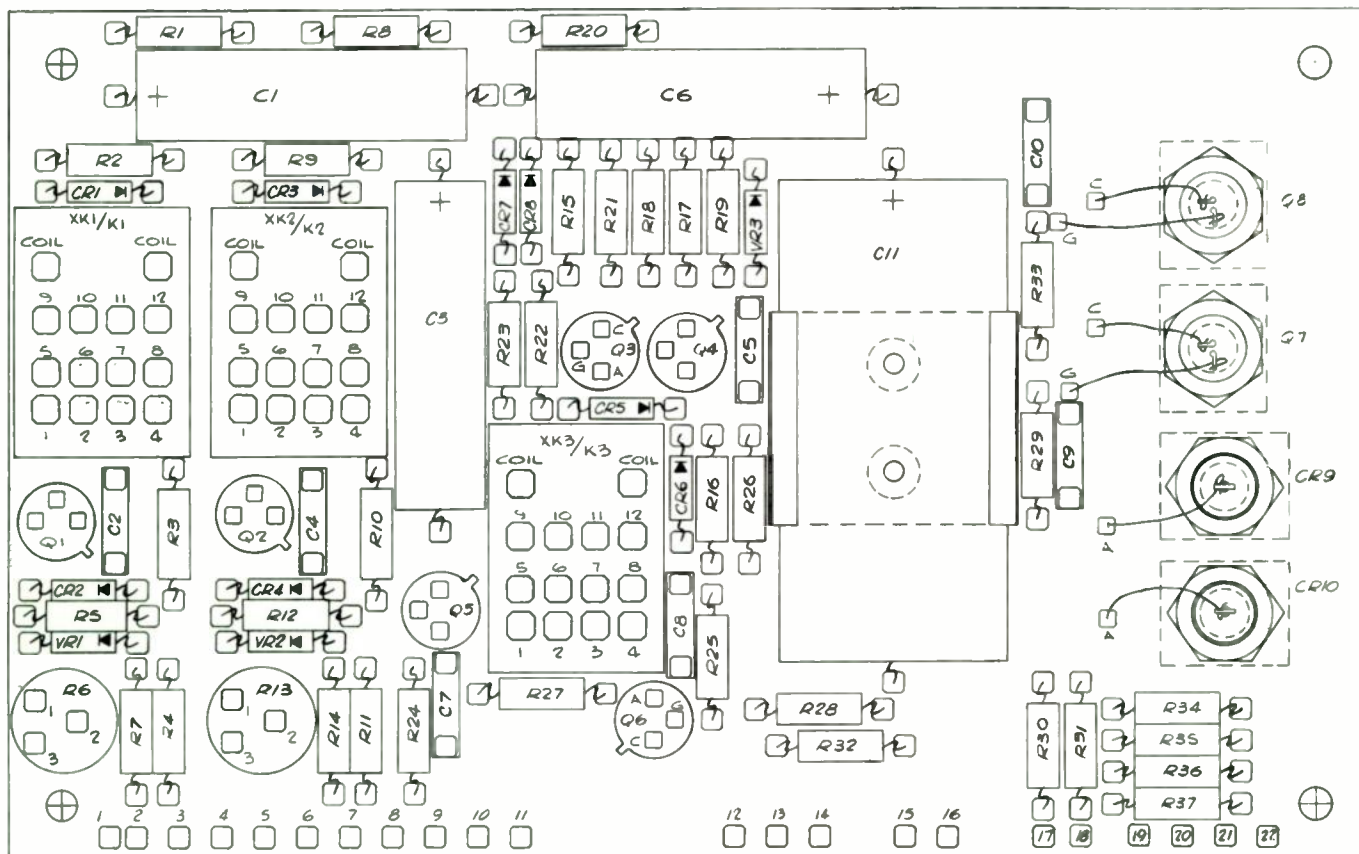 R1 R8 R20
C1 C6
R2 R9 C10
CR1 CR3 CR7 CR8 R15 R21 R18 R17 R19 VR3
XK1/K1 XK2/K2 C Q8
COIL COIL COIL COIL G
C3 C11 R33
9 10 11 12 9 10 11 12
R23 R22 C Q3 G A Q4 C5 C Q7
5 6 7 8 5 6 7 8
CR5 G
1 2 3 4 1 2 3 4
XK3/K3 R29 C9
COIL COIL CR6 R16 R26 CR9
C2 R3 C4 R10
Q1 Q2 9 10 11 12 A
CR2 CR4 5 6 7 8 CR10
R5 R12 Q5 A
VR1 VR2 1 2 3 4 C8 R25
R6 R13 R27 A
1 2 3 R7 R4 1 2 3 R14 R11 R24 C7 Q6 G C
R28 R30 R31 R34
R32 R35
R36
R37
1 2 3 4 5 6 7 8 9 10 11 12 13 14 15 16
17 18 19 20 21 22